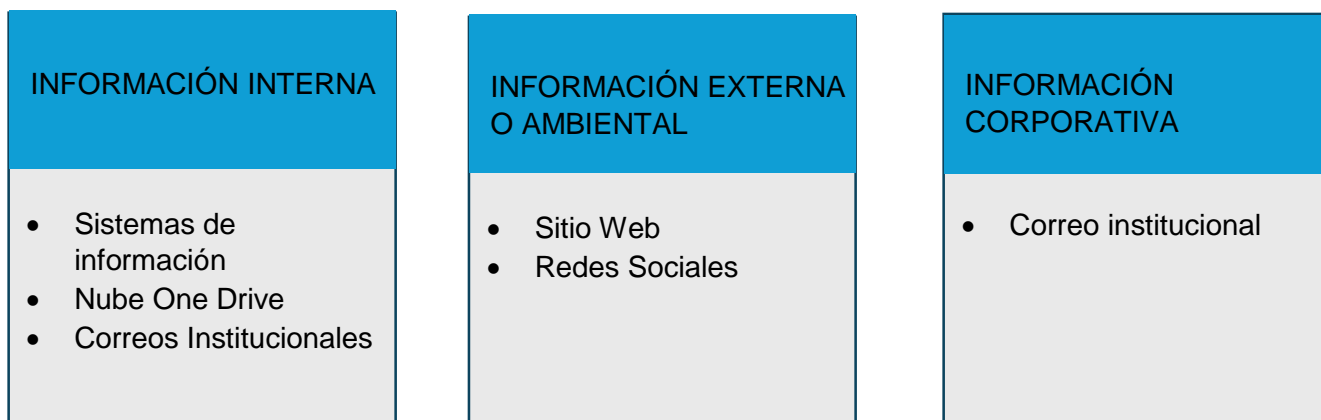 INFORMACIÓN INTERNA
• Sistemas de
información
• Nube One Drive
• Correos Institucionales
INFORMACIÓN EXTERNA
O AMBIENTAL
• Sitio Web
• Redes Sociales
INFORMACIÓN
CORPORATIVA
• Correo institucional